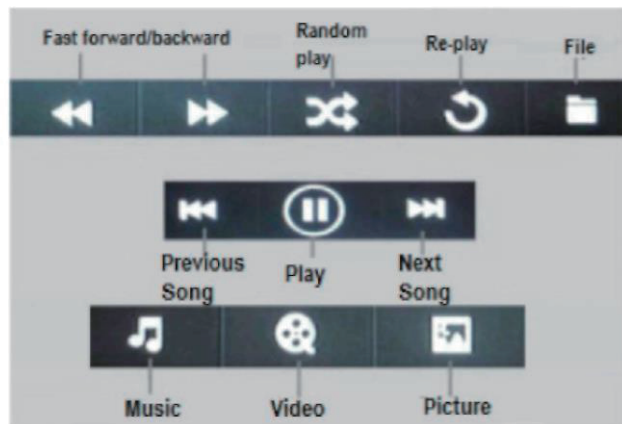 Fast forward/backward
Random
play
Re-play
File
Previous
Song
Play
Next
Song
Music
Video
Picture